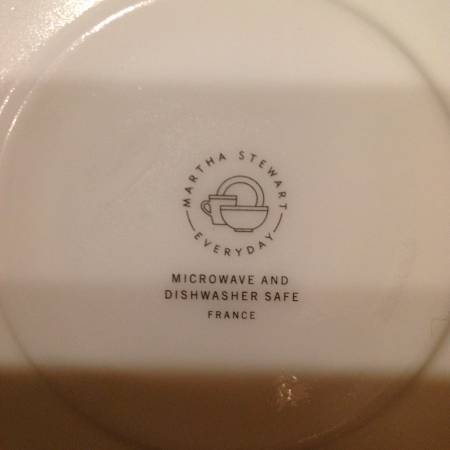 MARTHA STEWART
EVERYDAY
MICROWAVE AND
DISHWASHER SAFE
FRANCE